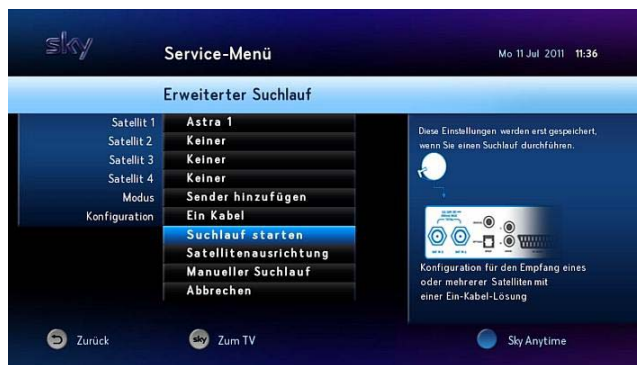 sky
Service-Menü
Mo 11 Jul 2011 11:36
Erweiterter Suchlauf
Satellit 1 Astra 1
Satellit 2 Keiner
Satellit 3 Keiner
Satellit 4 Keiner
Modus Sender hinzufügen
Konfiguration Ein Kabel
Suchlauf starten
Satellitenausrichtung
Manueller Suchlauf
Abbrechen
Diese Einstellungen werden erst gespeichert,
wenn Sie einen Suchlauf durchführen.
Konfiguration für den Empfang eines
oder mehrerer Satelliten mit
einer Ein-Kabel-Lösung
Zurück
sky Zum TV
Sky Anytime